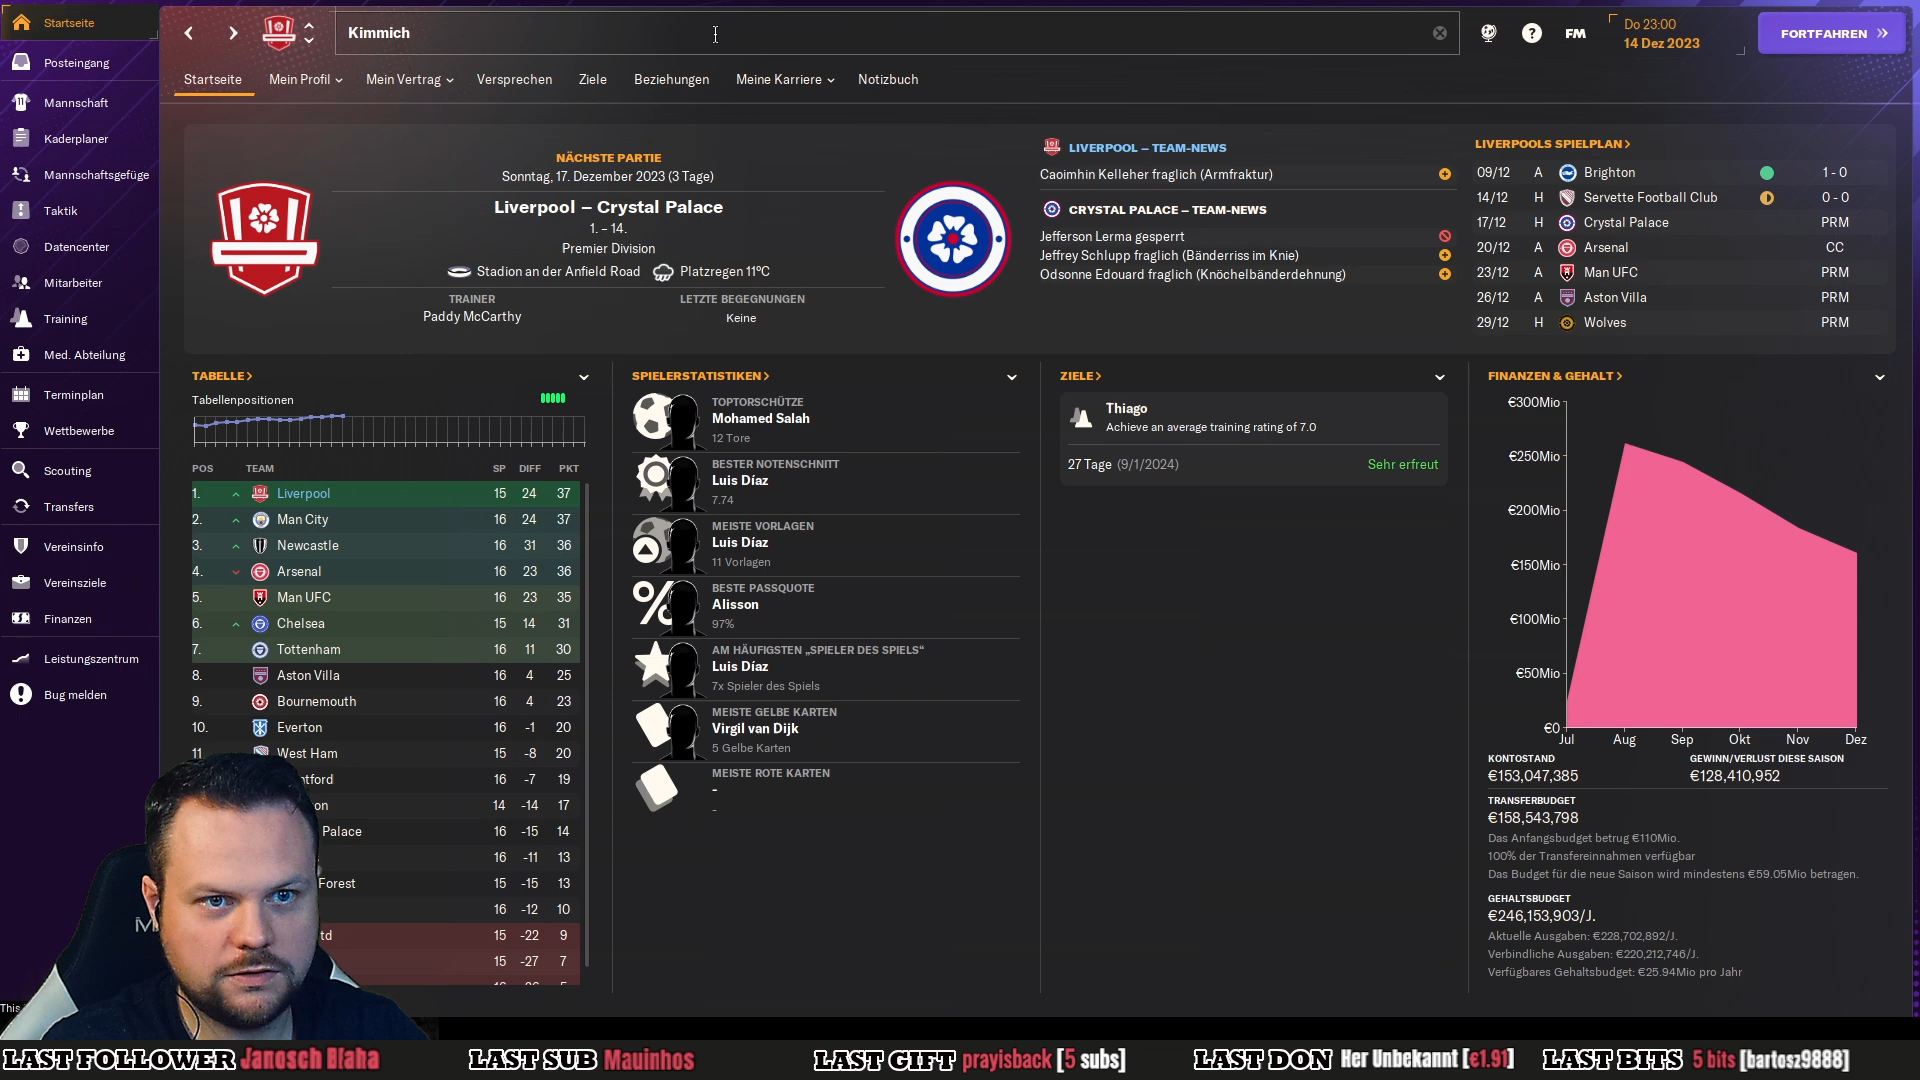 Startseite
Posteingang
Mannschaft
Kaderplaner
Mannschaftsgefüge
Taktik
Datencenter
Mitarbeiter
Training
Med. Abteilung
Terminplan
Wettbewerbe
Scouting
Transfers
Vereinsinfo
Vereinsziele
Finanzen
Leistungszentrum
Bug melden
Kimmich
FM
Do 23:00
14 Dez 2023
FORTFAHREN
Startseite Mein Profil Mein Vertrag Versprechen Ziele Beziehungen Meine Karriere Notizbuch
NÄCHSTE PARTIE
Sonntag, 17. Dezember 2023 (3 Tage)
Liverpool – Crystal Palace
1. – 14.
Premier Division
Stadion an der Anfield Road Platzregen 11°C
TRAINER
Paddy McCarthy
LETZTE BEGEGNUNGEN
Keine
LIVERPOOL – TEAM-NEWS
Caoimhin Kelleher fraglich (Armfraktur)
CRYSTAL PALACE – TEAM-NEWS
Jefferson Lerma gesperrt
Jeffrey Schlupp fraglich (Bänderriss im Knie)
Odsonne Edouard fraglich (Knöchelbänderdehnung)
LIVERPOOLS SPIELPLAN
09/12 A Brighton 1 - 0
14/12 H Servette Football Club 0 - 0
17/12 H Crystal Palace PRM
20/12 A Arsenal CC
23/12 A Man UFC PRM
26/12 A Aston Villa PRM
29/12 H Wolves PRM
TABELLE
Tabellenpositionen
POS TEAM SP DIFF PKT
1. Liverpool 15 24 37
2. Man City 16 24 37
3. Newcastle 16 31 36
4. Arsenal 16 23 36
5. Man UFC 16 23 35
6. Chelsea 15 14 31
7. Tottenham 16 11 30
8. Aston Villa 16 4 25
9. Bournemouth 16 4 23
10. Everton 16 -1 20
11. West Ham 15 -8 20
ntford 16 -7 19
on 14 -14 17
Palace 16 -15 14
16 -11 13
Forest 15 -15 13
16 -12 10
td 15 -22 9
15 -27 7
SPIELERSTATISTIKEN
TOPTORSCHÜTZE
Mohamed Salah
12 Tore
BESTER NOTENSCHNITT
Luis Díaz
7.74
MEISTE VORLAGEN
Luis Díaz
11 Vorlagen
BESTE PASSQUOTE
Alisson
97%
AM HÄUFIGSTEN „SPIELER DES SPIELS“
Luis Díaz
7x Spieler des Spiels
MEISTE GELBE KARTEN
Virgil van Dijk
5 Gelbe Karten
MEISTE ROTE KARTEN
-
-
ZIELE
Thiago
Achieve an average training rating of 7.0
27 Tage (9/1/2024) Sehr erfreut
FINANZEN & GEHALT
€300Mio
€250Mio
€200Mio
€150Mio
€100Mio
€50Mio
€0
Jul Aug Sep Okt Nov Dez
KONTOSTAND
€153,047,385
GEWINN/VERLUST DIESE SAISON
€128,410,952
TRANSFERBUDGET
€158,543,798
Das Anfangsbudget betrug €110Mio.
100% der Transfereinnahmen verfügbar
Das Budget für die neue Saison wird mindestens €59.05Mio betragen.
GEHALTSBUDGET
€246,153,903/J.
Aktuelle Ausgaben: €228,702,892/J.
Verbindliche Ausgaben: €220,212,746/J.
Verfügbares Gehaltsbudget: €25.94Mio pro Jahr
This
LAST FOLLOWER Janosch Blaha
LAST SUB Mauinhos
LAST GIFT prayisback [5 subs]
LAST DON Her Unbekannt [€1.91]
LAST BITS 5 bits [bartosz9888]